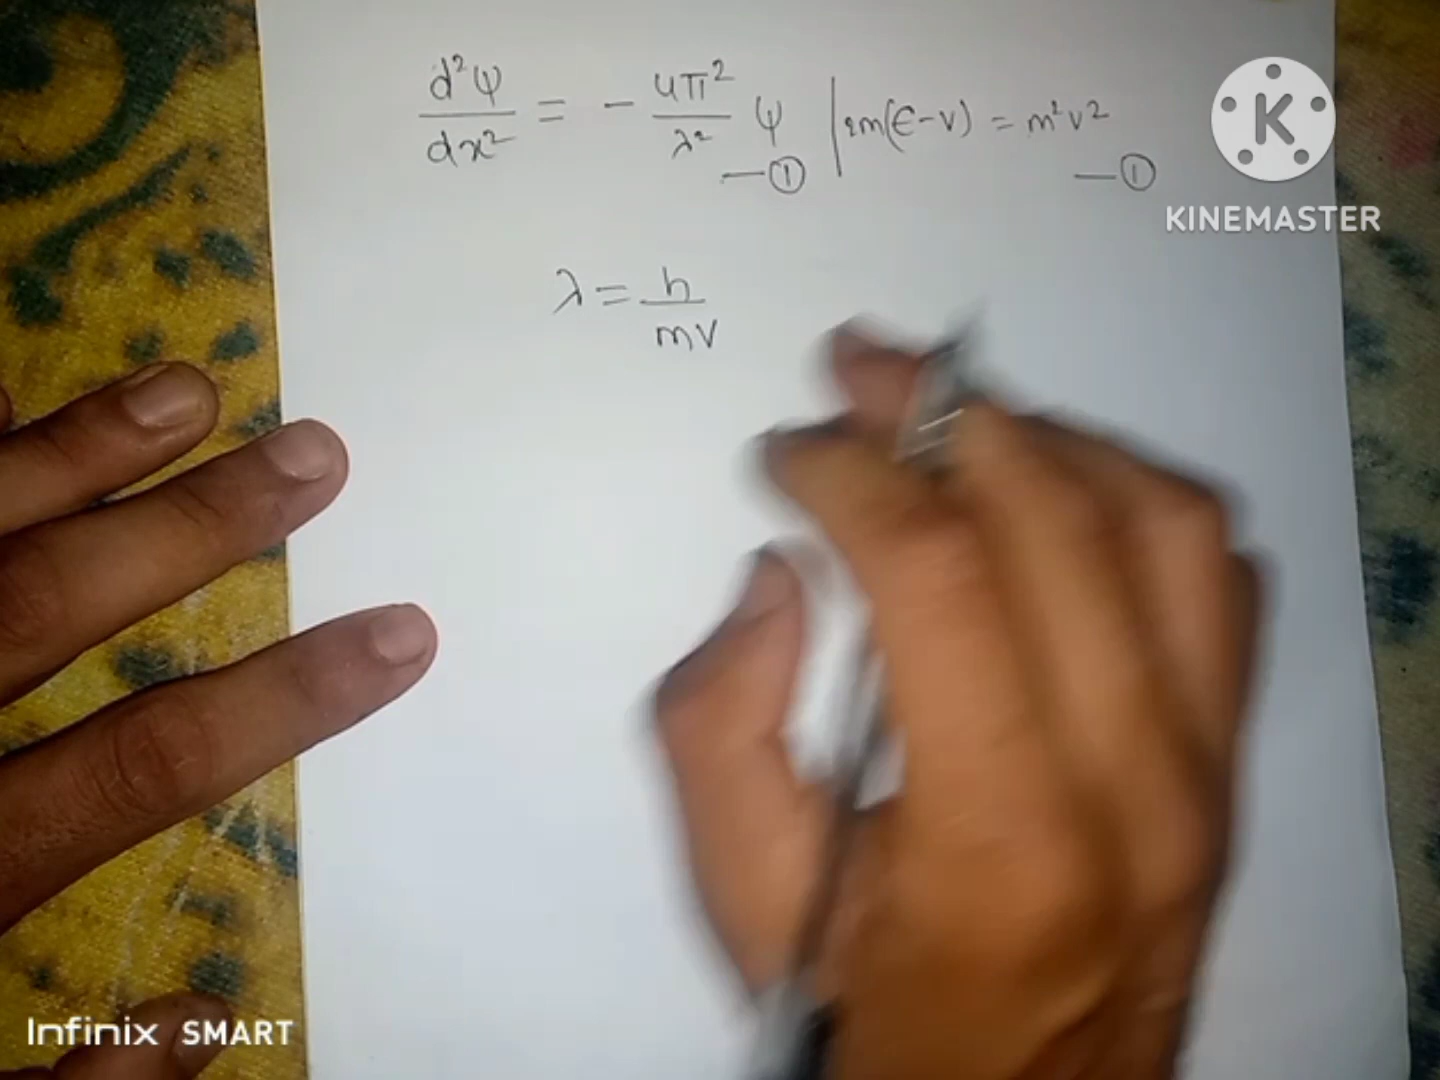 d²ψ/dx² = - 4π²/λ² ψ —① | 2m(E-v) = m²v² —①
KINEMASTER
λ = h/mv
Infinix SMART